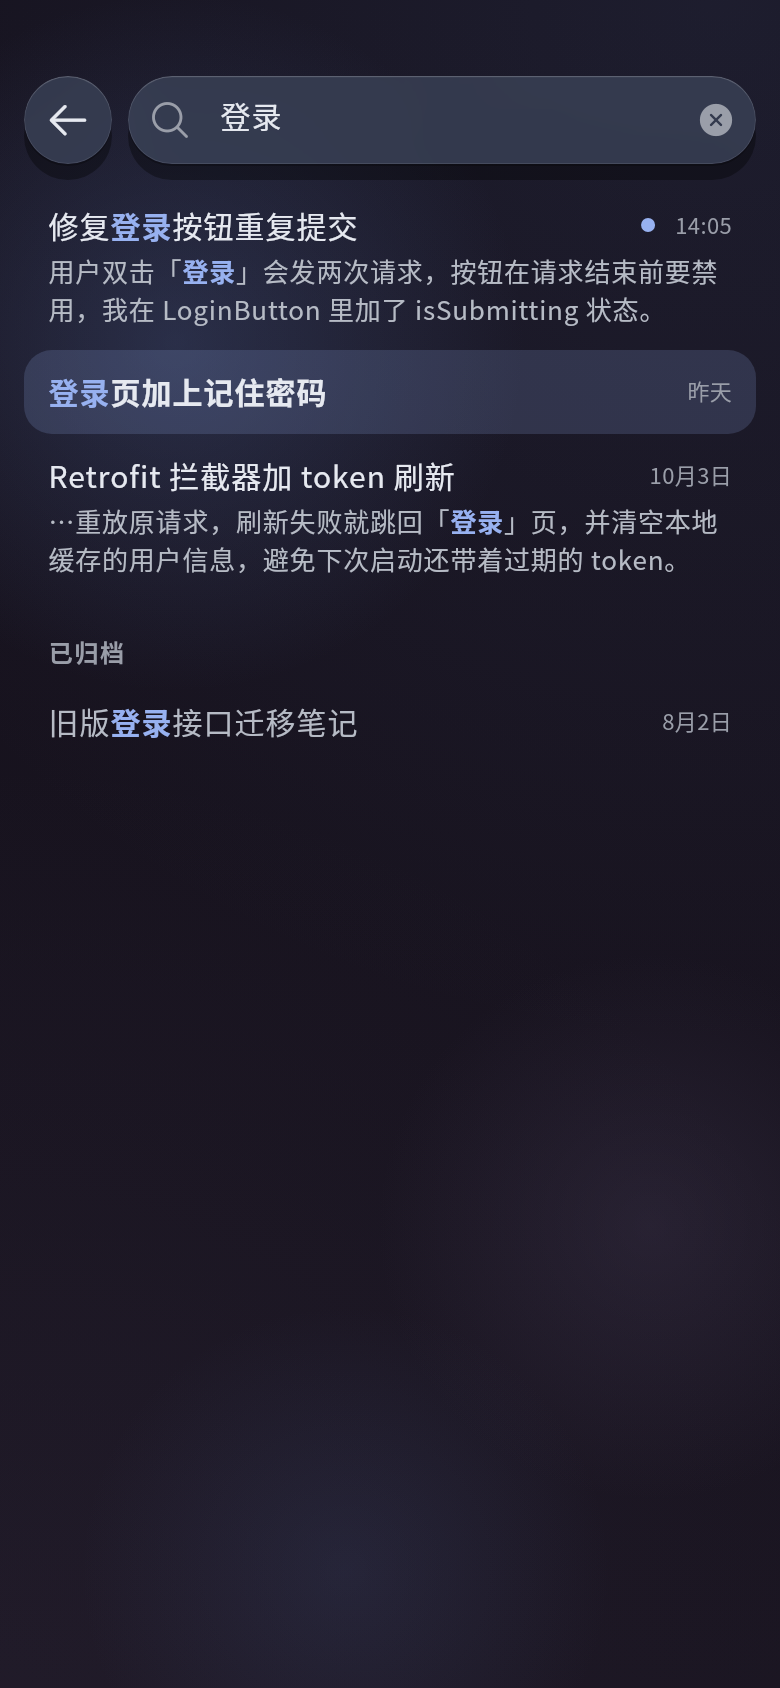 登录
修复登录按钮重复提交 14:05
用户双击「登录」会发两次请求，按钮在请求结束前要禁
用，我在 LoginButton 里加了 isSubmitting 状态。
登录页加上记住密码 昨天
Retrofit 拦截器加 token 刷新 10月3日
…重放原请求，刷新失败就跳回「登录」页，并清空本地
缓存的用户信息，避免下次启动还带着过期的 token。
已归档
旧版登录接口迁移笔记 8月2日